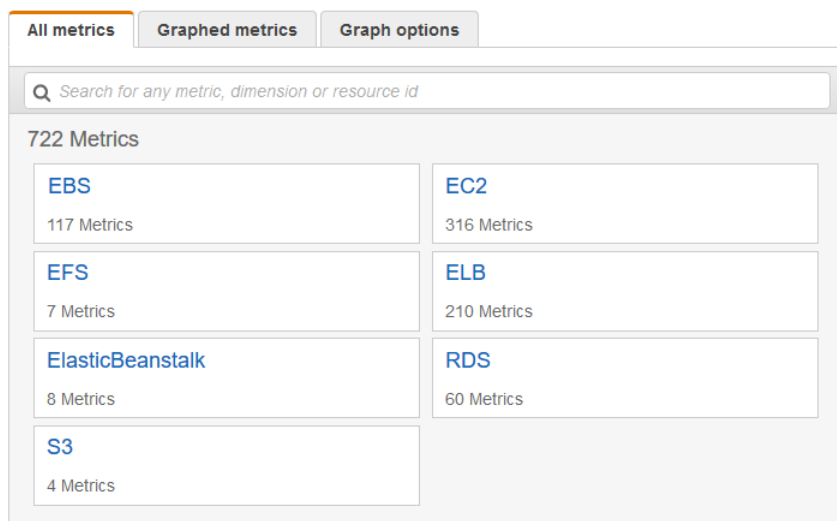 All metrics Graphed metrics Graph options
Search for any metric, dimension or resource id
722 Metrics
EBS
117 Metrics
EC2
316 Metrics
EFS
7 Metrics
ELB
210 Metrics
ElasticBeanstalk
8 Metrics
RDS
60 Metrics
S3
4 Metrics